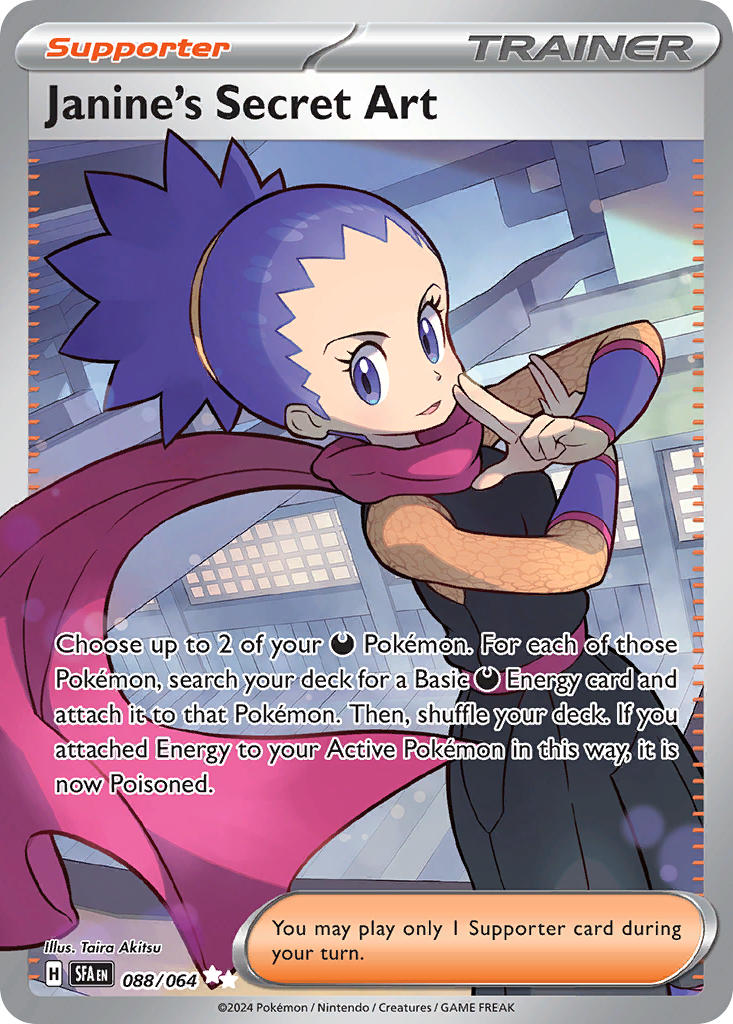 Supporter
TRAINER
Janine's Secret Art
Choose up to 2 of your Pokémon. For each of those
Pokémon, search your deck for a Basic Energy card and
attach it to that Pokémon. Then, shuffle your deck. If you
attached Energy to your Active Pokémon in this way, it is
now Poisoned.
You may play only 1 Supporter card during
your turn.
Illus. Taira Akitsu
H SFA EN 088/064
©2024 Pokémon / Nintendo / Creatures / GAME FREAK